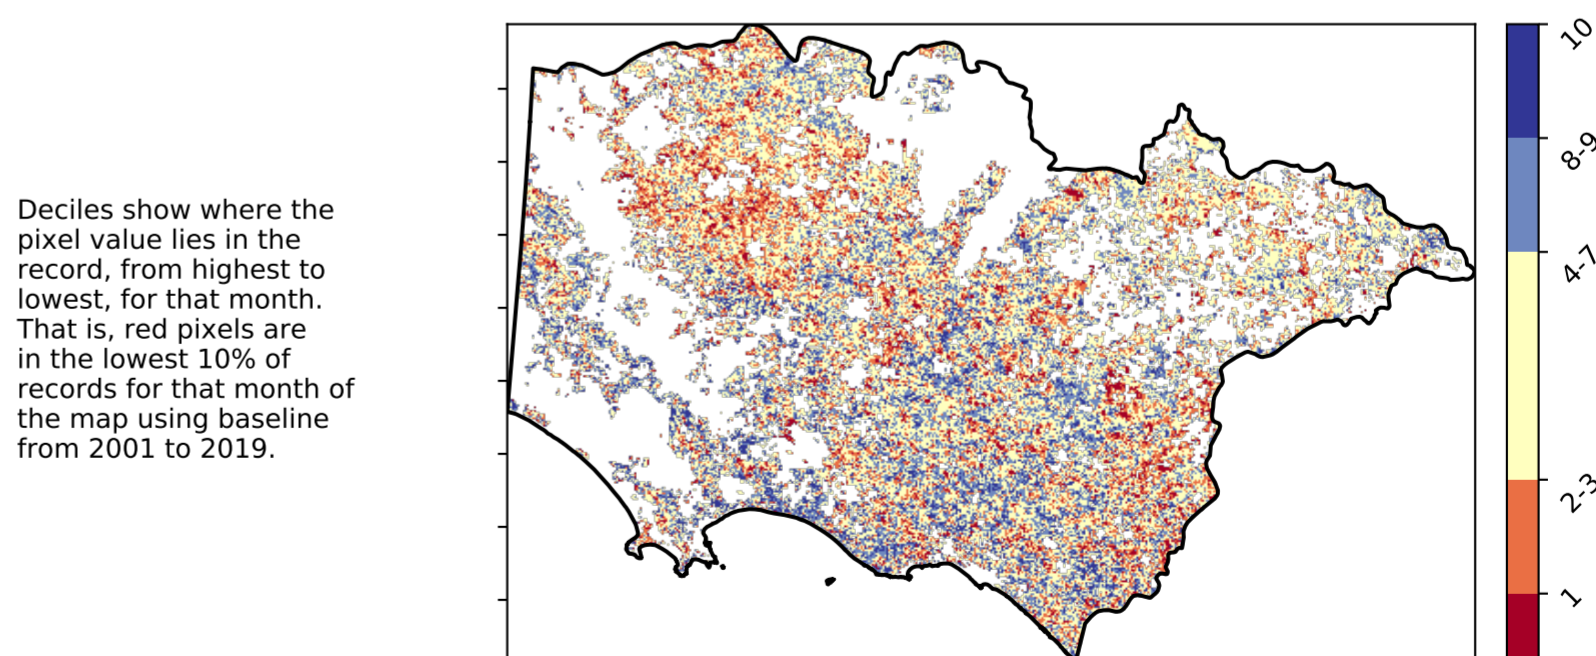 Deciles show where the
pixel value lies in the
record, from highest to
lowest, for that month.
That is, red pixels are
in the lowest 10% of
records for that month of
the map using baseline
from 2001 to 2019.
10
8-9
4-7
2-3
1